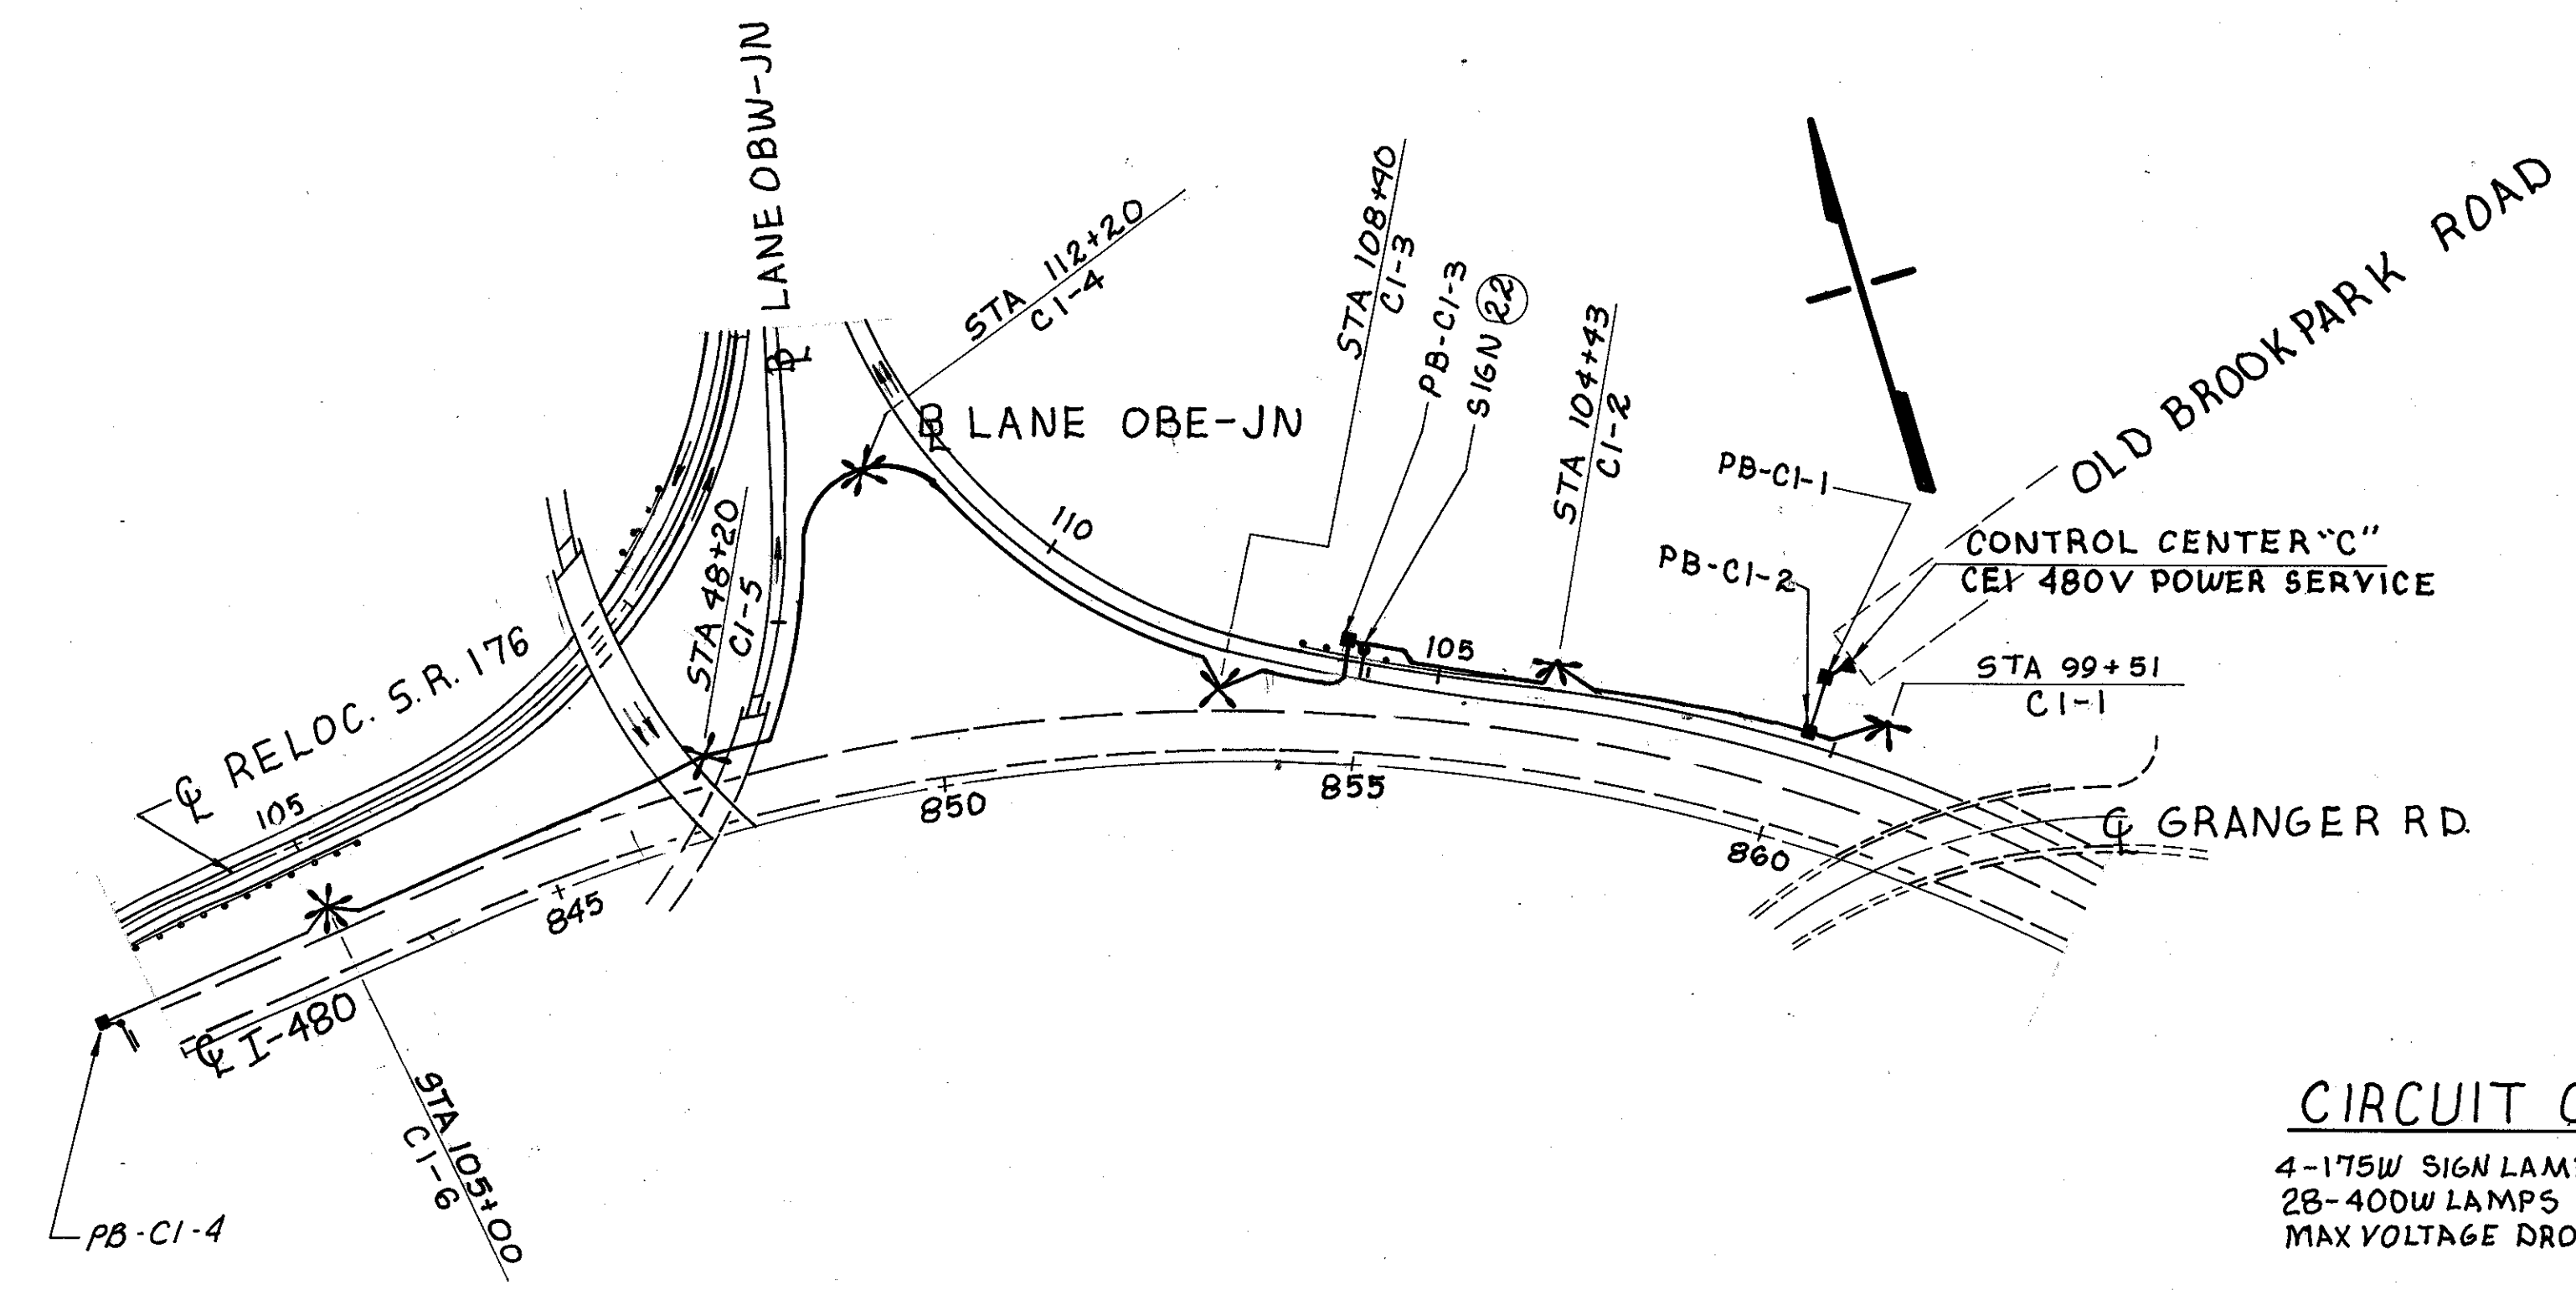 LANE OBW-JN
STA 112+20
C1-4
STA 108+40
C1-3
PB-C1-3
SIGN 22
STA 104+43
C1-2
PB-C1-1
OLD BROOKPARK ROAD
CONTROL CENTER "C"
CEI 480V POWER SERVICE
PB-C1-2
℄ LANE OBE-JN
110
STA 48+20
C1-5
105
STA 99+51
C1-1
℄ RELOC. S.R. 176
105
850
855
860
℄ GRANGER RD.
845
℄ I-480
STA 105+00
C1-6
PB-C1-4
CIRCUIT
4-175W SIGN LAM
28-400W LAMPS
MAX VOLTAGE DRO